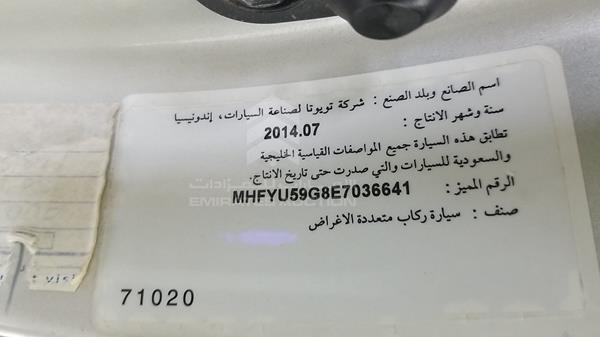 اسم الصانع وبلد الصنع : شركة تويوتا لصناعة السيارات، إندونيسيا
سنة وشهر الانتاج : 2014.07
تطابق هذه السيارة جميع المواصفات القياسية الخليجية
والسعودية للسيارات والتي صدرت حتى تاريخ الانتاج.
الرقم المميز : MHFYU59G8E7036641
صنف : سيارة ركاب متعددة الاغراض
71020